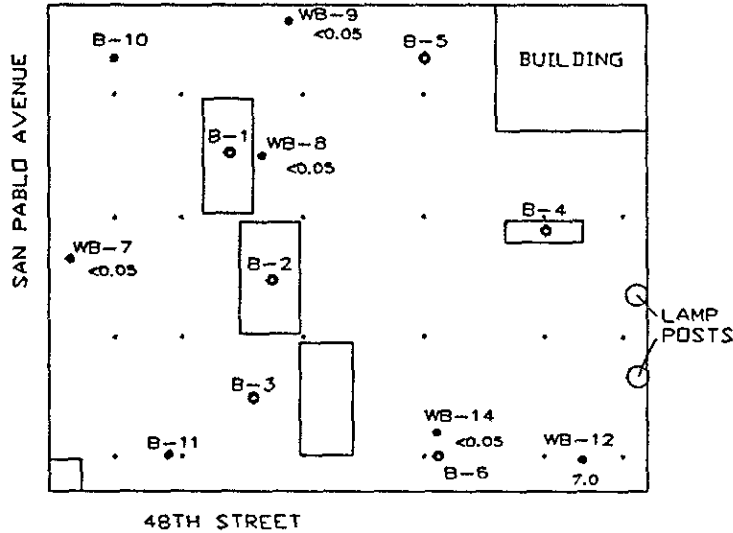 WB-9
<0.05
B-10
B-5
BUILDING
SAN PABLO AVENUE
B-1
WB-8
<0.05
B-4
WB-7
<0.05
B-2
LAMP
POSTS
B-3
WB-14
<0.05
B-11
B-6
WB-12
7.0
48TH STREET